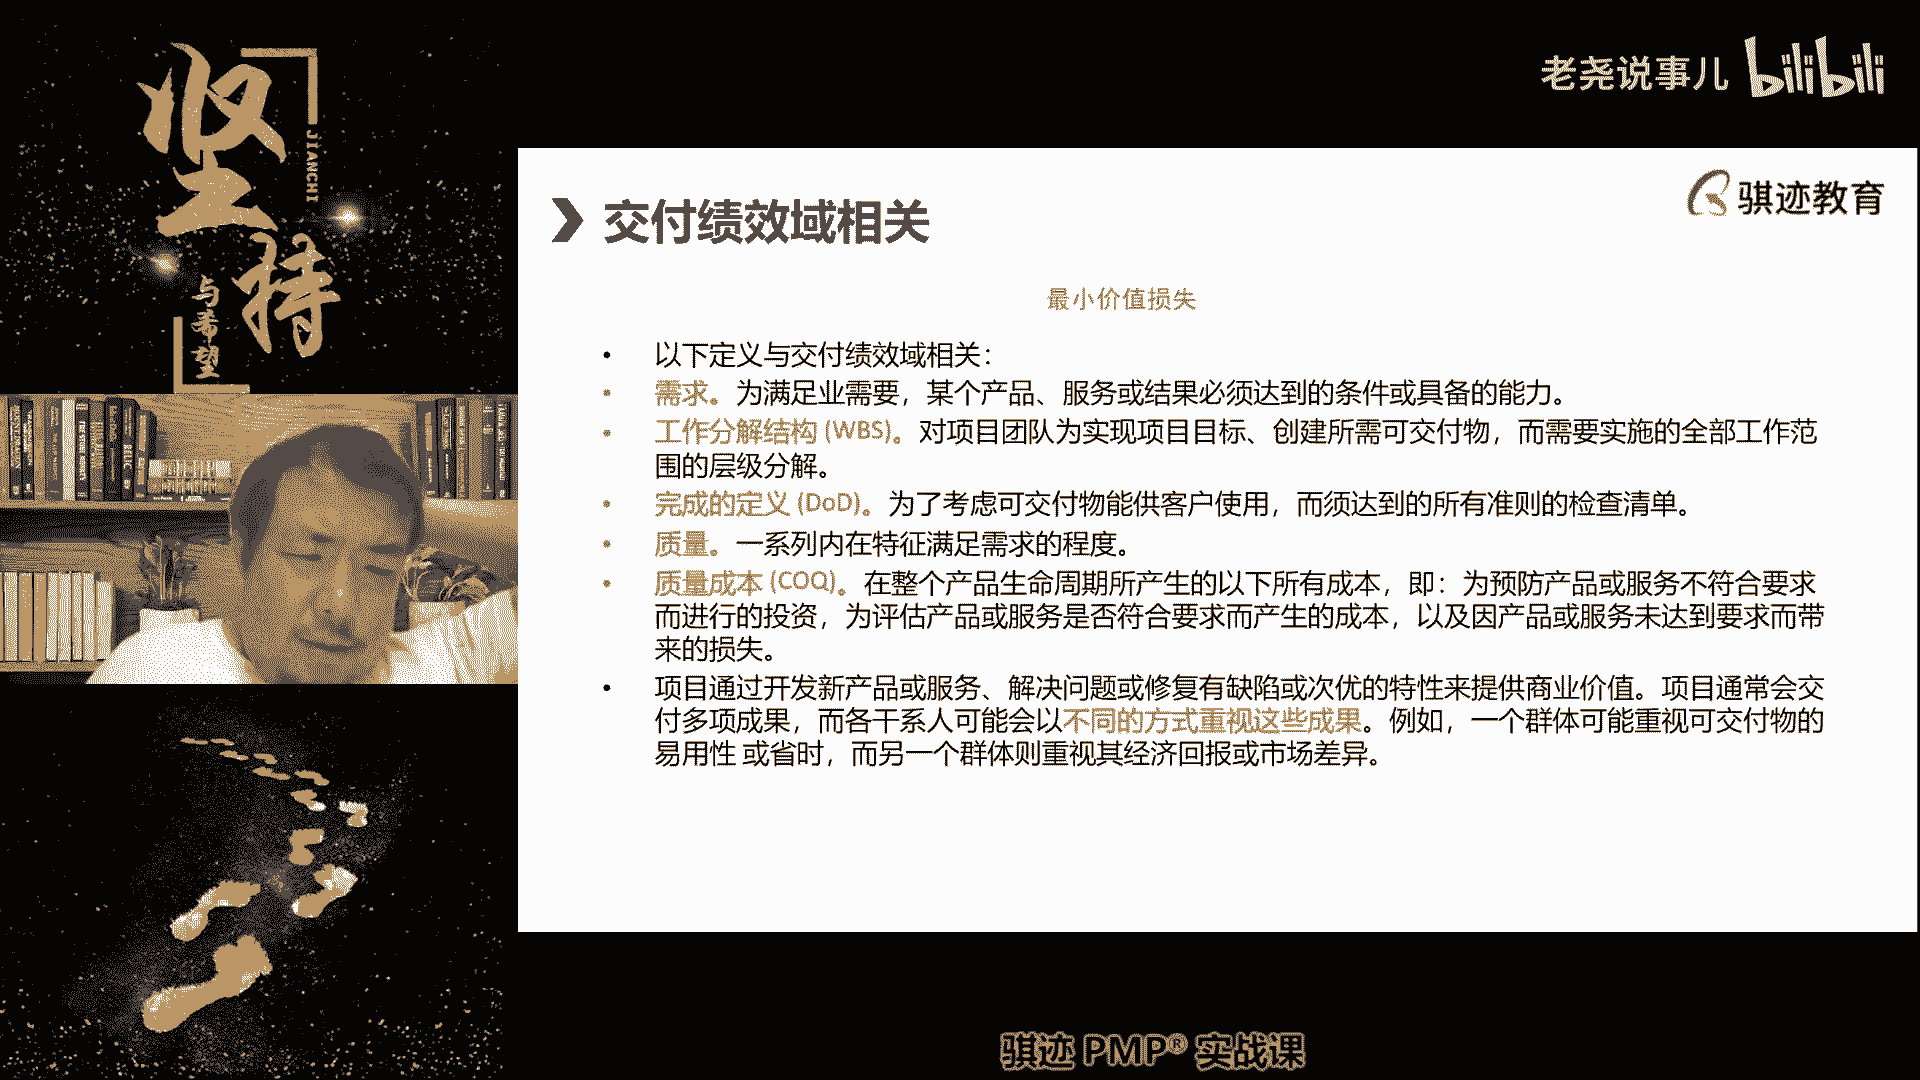 坚持
JIANCHI
与希望
老尧说事儿 bilibili
骐迹教育
交付绩效域相关
最小价值损失
• 以下定义与交付绩效域相关：
• 需求。为满足业需要，某个产品、服务或结果必须达到的条件或具备的能力。
• 工作分解结构 (WBS)。对项目团队为实现项目目标、创建所需可交付物，而需要实施的全部工作范
围的层级分解。
• 完成的定义 (DoD)。为了考虑可交付物能供客户使用，而须达到的所有准则的检查清单。
• 质量。一系列内在特征满足需求的程度。
• 质量成本 (COQ)。在整个产品生命周期所产生的以下所有成本，即：为预防产品或服务不符合要求
而进行的投资，为评估产品或服务是否符合要求而产生的成本，以及因产品或服务未达到要求而带
来的损失。
• 项目通过开发新产品或服务、解决问题或修复有缺陷或次优的特性来提供商业价值。项目通常会交
付多项成果，而各干系人可能会以不同的方式重视这些成果。例如，一个群体可能重视可交付物的
易用性 或省时，而另一个群体则重视其经济回报或市场差异。
骐迹 PMP® 实战课